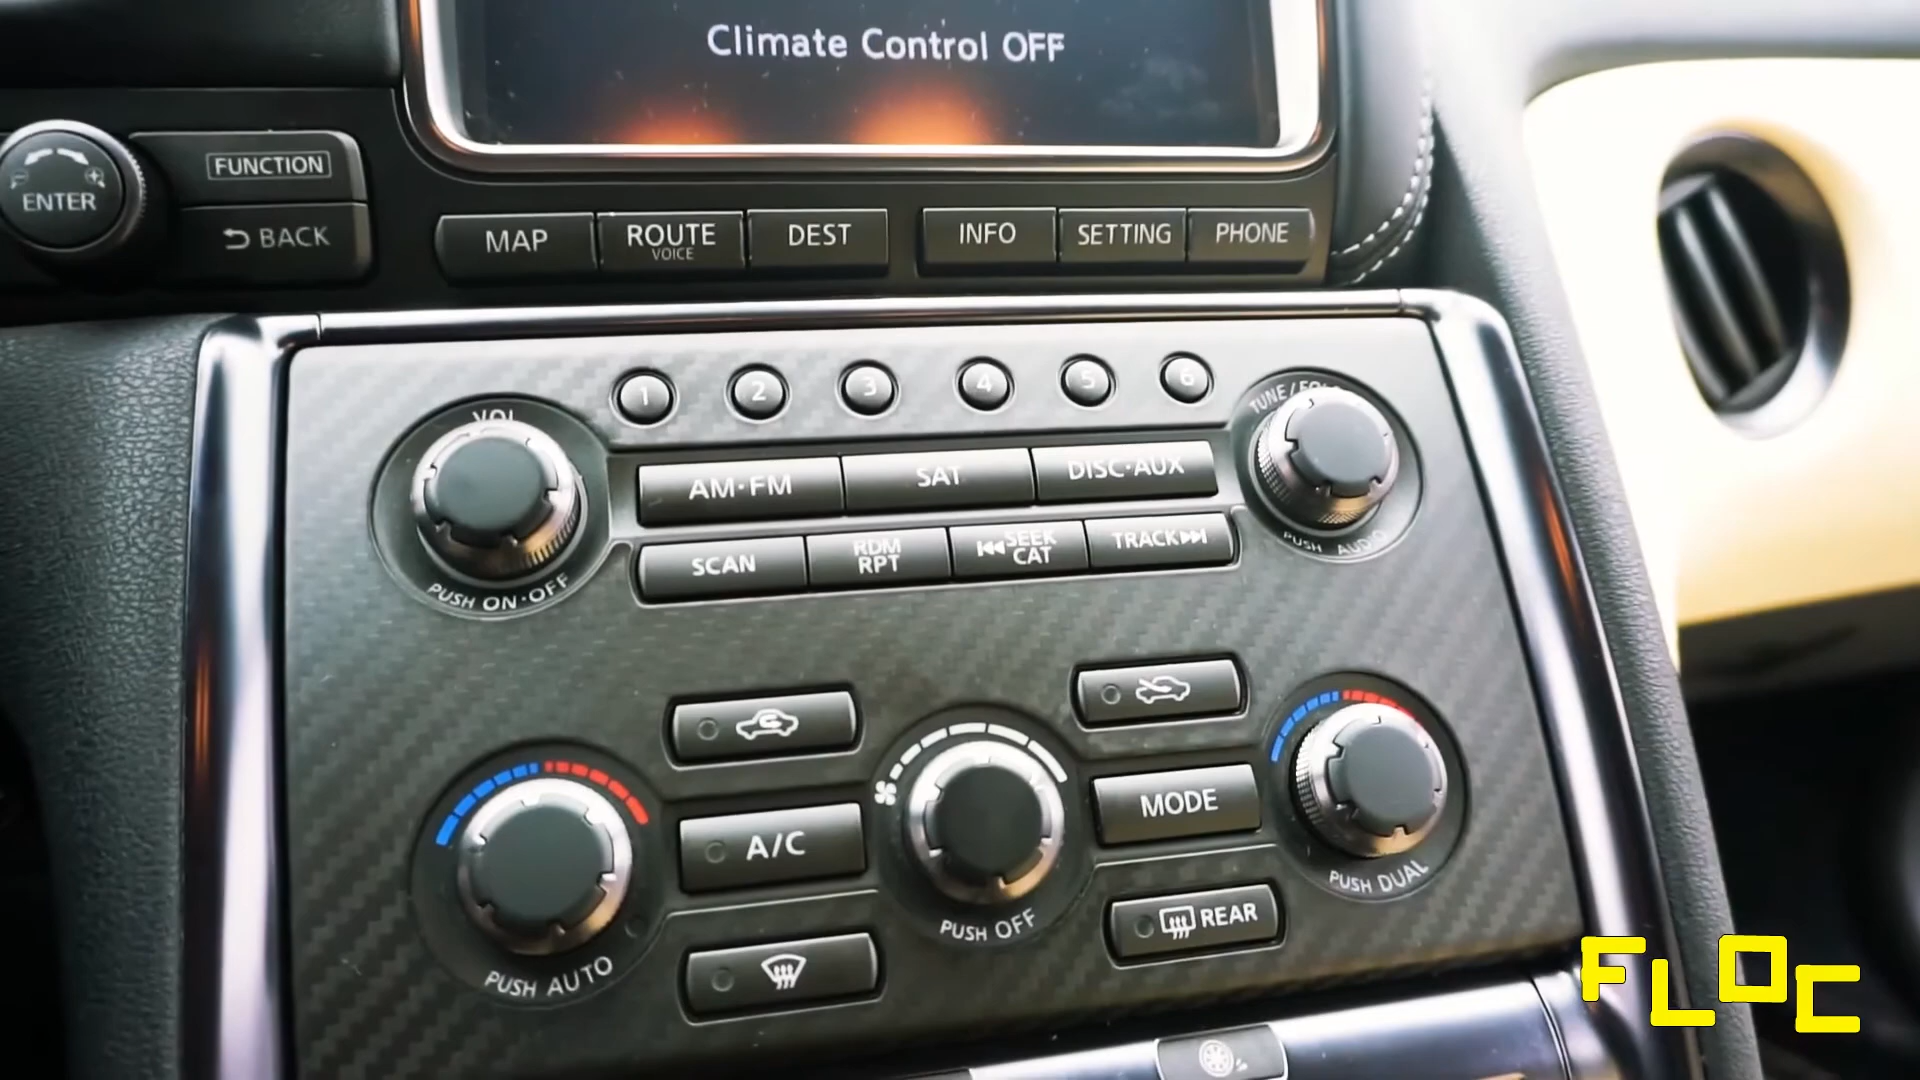 Climate Control OFF
FUNCTION
ENTER
BACK
MAP
ROUTE
VOICE
DEST
INFO
SETTING
PHONE
1 2 3 4 5 6
VOL
PUSH ON·OFF
AM·FM
SAT
DISC·AUX
TUNE/FOL
PUSH AUDIO
SCAN
RDM
RPT
SEEK
CAT
TRACK
A/C
MODE
PUSH AUTO
PUSH OFF
PUSH DUAL
REAR
FLOC